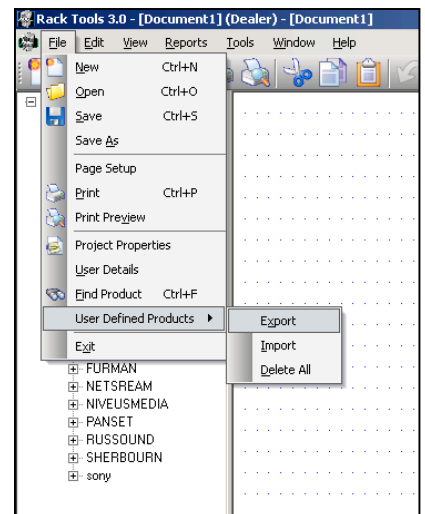 Rack Tools 3.0 - [Document1] (Dealer) - [Document1]
File Edit View Reports Tools Window Help
New Ctrl+N
Open Ctrl+O
Save Ctrl+S
Save As
Page Setup
Print Ctrl+P
Print Preview
Project Properties
User Details
Find Product Ctrl+F
User Defined Products
Export
Exit
Import
Delete All
FURMAN
NETSREAM
NIVEUSMEDIA
PANSET
RUSSOUND
SHERBOURN
sony